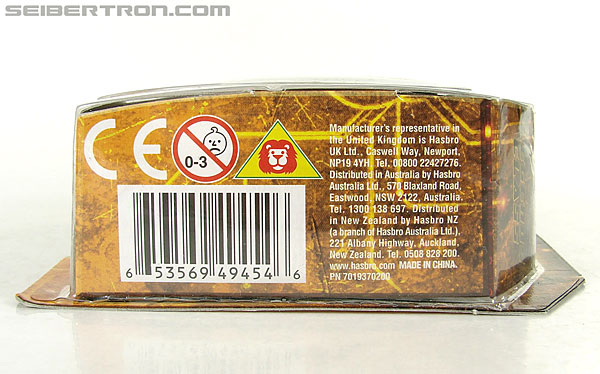 SEIBERTRON.COM
CE
0-3
Manufacturer's representative in
the United Kingdom is Hasbro
UK Ltd., Caswell Way, Newport,
NP19 4YH. Tel. 00800 22427276.
Distributed in Australia by Hasbro
Australia Ltd., 570 Blaxland Road,
Eastwood, NSW 2122, Australia.
Tel. 1300 138 697. Distributed
in New Zealand by Hasbro NZ
(a branch of Hasbro Australia Ltd.),
221 Albany Highway, Auckland,
New Zealand. Tel. 0508 828 200.
www.hasbro.com MADE IN CHINA.
PN 7019370200
6 53569 49454 6